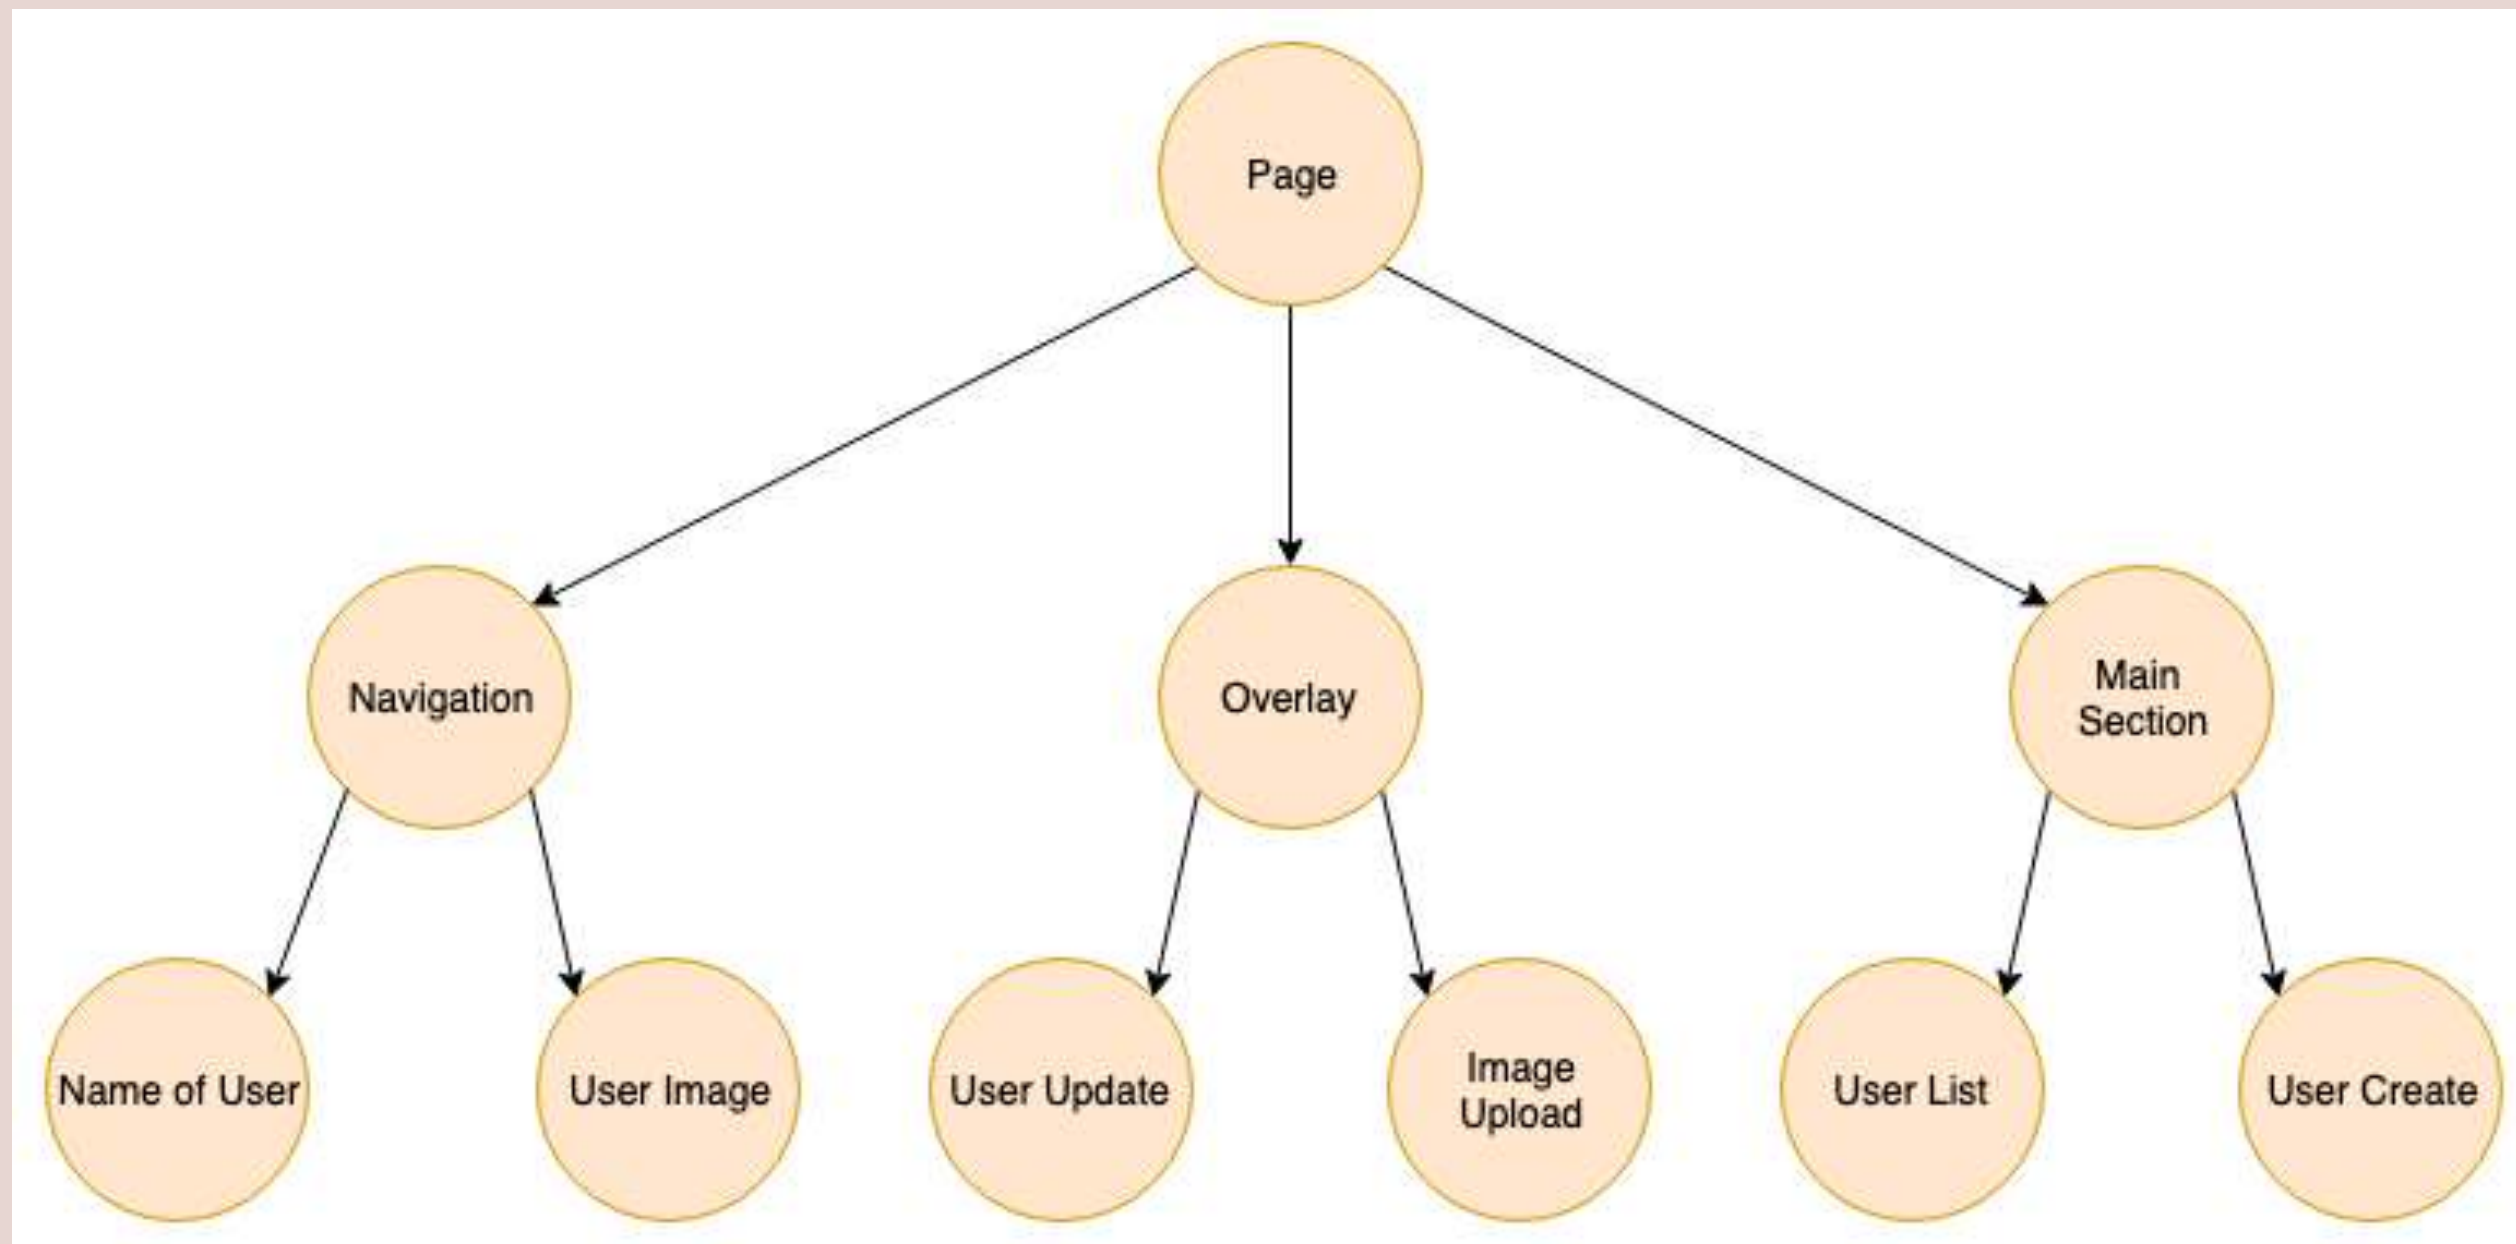 Page
Navigation
Overlay
Main
Section
Name of User
User Image
User Update
Image
Upload
User List
User Create